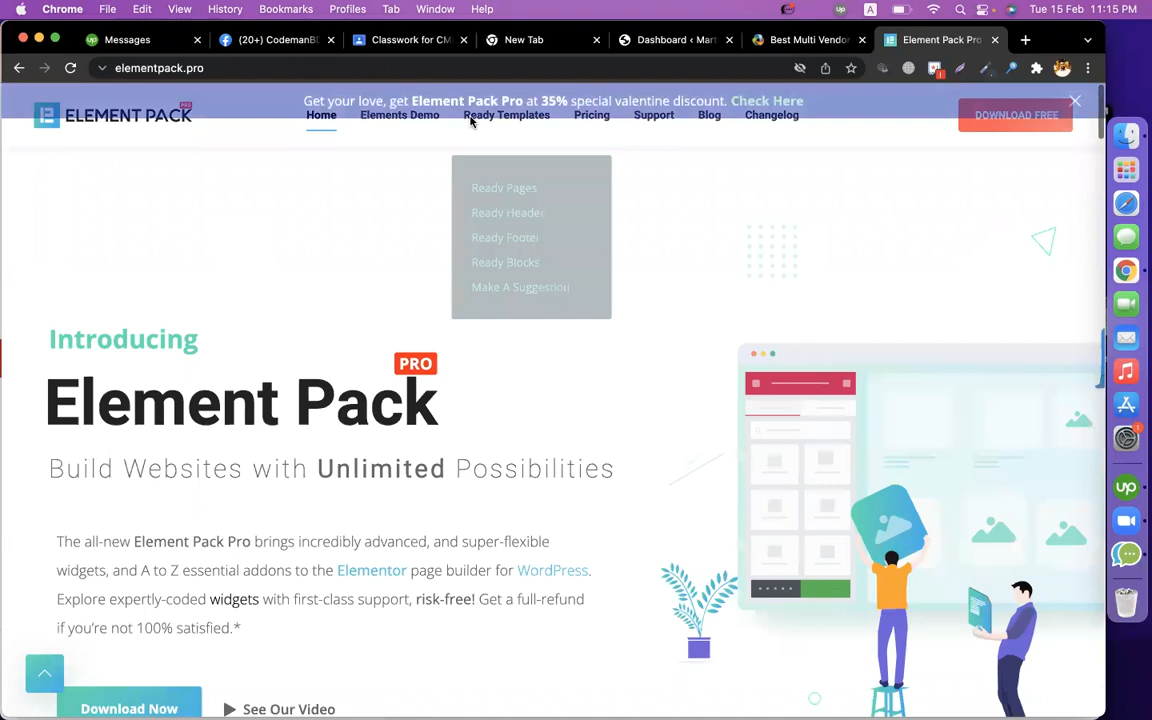 Chrome File Edit View History Bookmarks Profiles Tab Window Help
A Tue 15 Feb 11:15 PM
Messages (20+) CodemanB Classwork for CM New Tab Dashboard ‹ Mart Best Multi Vendor Element Pack Pro
elementpack.pro
Get your love, get Element Pack Pro at 35% special valentine discount. Check Here
ELEMENT PACK PRO
Home Elements Demo Ready Templates Pricing Support Blog Changelog DOWNLOAD FREE
Ready Pages
Ready Header
Ready Footer
Ready Blocks
Make A Suggestion
Introducing
PRO
Element Pack
Build Websites with Unlimited Possibilities
The all-new Element Pack Pro brings incredibly advanced, and super-flexible
widgets, and A to Z essential addons to the Elementor page builder for WordPress.
Explore expertly-coded widgets with first-class support, risk-free! Get a full-refund
if you're not 100% satisfied.*
Download Now See Our Video